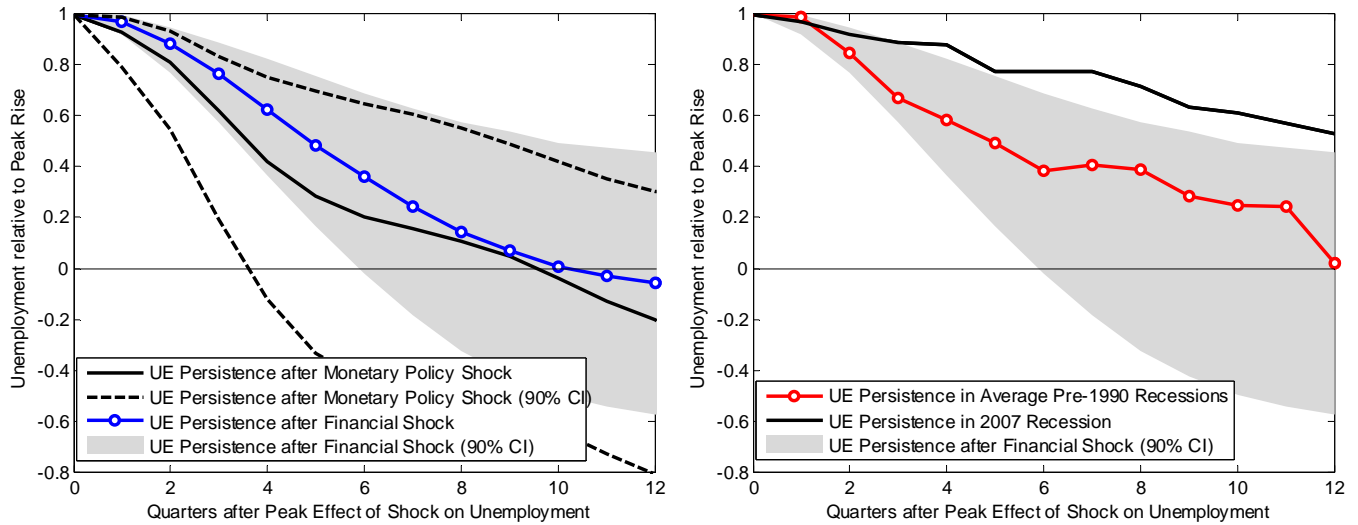 Unemployment relative to Peak Rise
1
0.8
0.6
0.4
0.2
0
-0.2
-0.4
-0.6
-0.8
UE Persistence after Monetary Policy Shock
UE Persistence after Monetary Policy Shock (90% CI)
UE Persistence after Financial Shock
UE Persistence after Financial Shock (90% CI)
0 2 4 6 8 10 12
Quarters after Peak Effect of Shock on Unemployment
Unemployment relative to Peak Rise
1
0.8
0.6
0.4
0.2
0
-0.2
-0.4
-0.6
-0.8
UE Persistence in Average Pre-1990 Recessions
UE Persistence in 2007 Recession
UE Persistence after Financial Shock (90% CI)
0 2 4 6 8 10 12
Quarters after Peak Effect of Shock on Unemployment